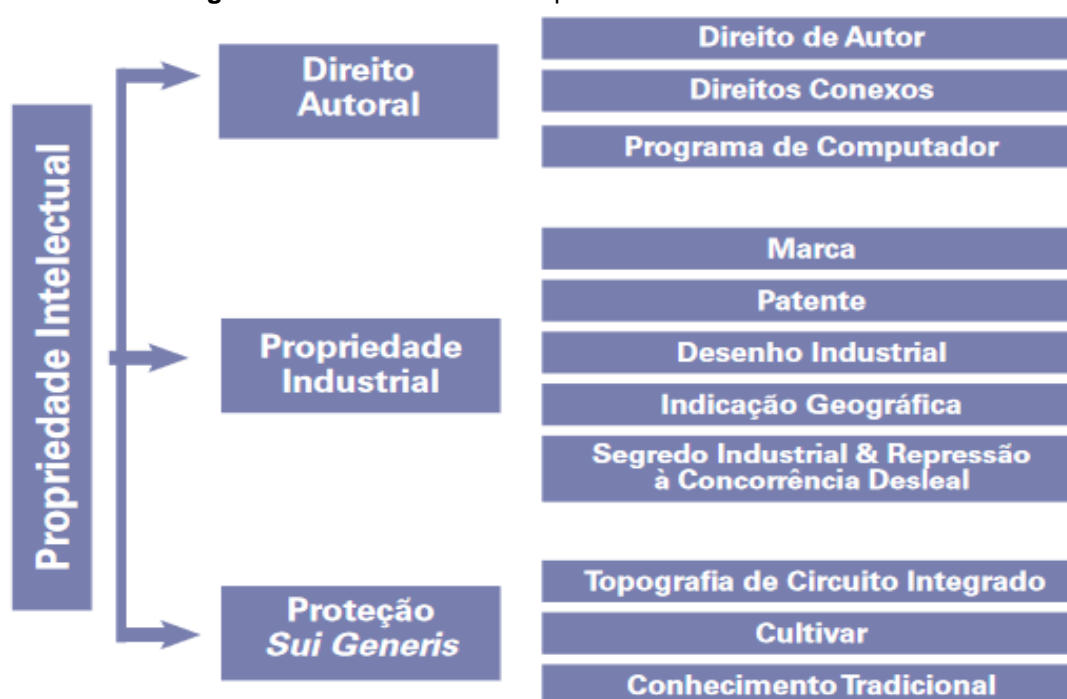 Propriedade Intelectual
Direito
Autoral
Direito de Autor
Direitos Conexos
Programa de Computador
Propriedade
Industrial
Marca
Patente
Desenho Industrial
Indicação Geográfica
Segredo Industrial & Repressão
à Concorrência Desleal
Proteção
Sui Generis
Topografia de Circuito Integrado
Cultivar
Conhecimento Tradicional